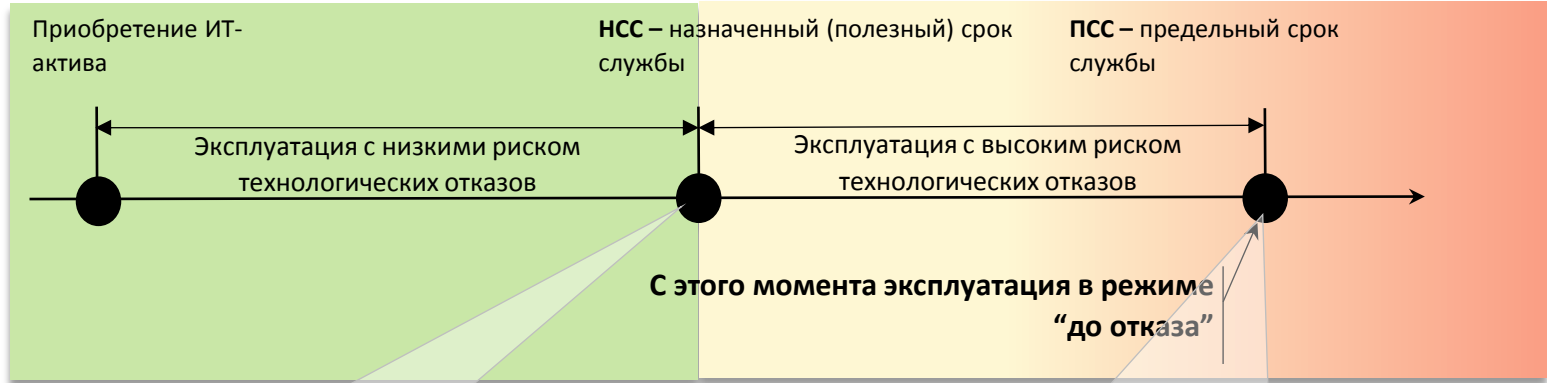 Приобретение ИТ-
актива
НСС – назначенный (полезный) срок
службы
ПСС – предельный срок
службы
Эксплуатация с низкими риском
технологических отказов
Эксплуатация с высоким риском
технологических отказов
С этого момента эксплуатация в режиме
“до отказа”